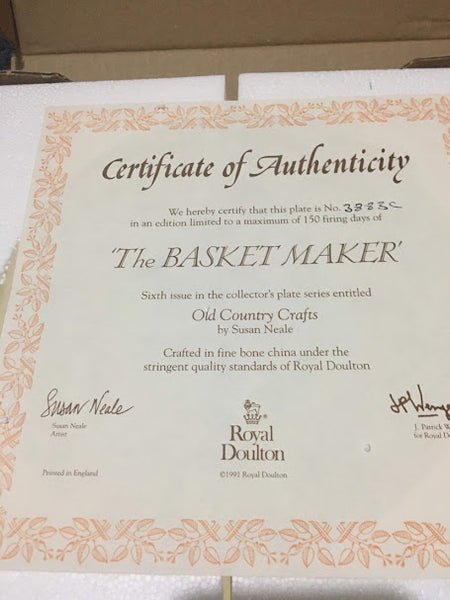 Certificate of Authenticity
We hereby certify that this plate is No. 3383C
in an edition limited to a maximum of 150 firing days of
'The BASKET MAKER'
Sixth issue in the collector's plate series entitled
Old Country Crafts
by Susan Neale
Crafted in fine bone china under the
stringent quality standards of Royal Doulton
Susan Neale
Susan Neale
Artist
J. Patrick
for Royal
Royal
Doulton
Printed in England
©1991 Royal Doulton